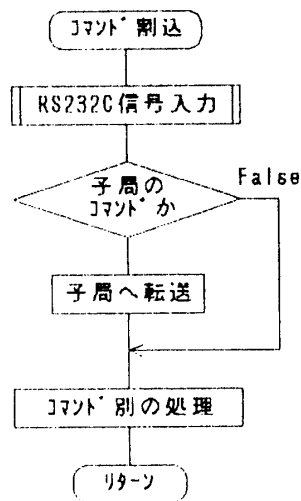 コマンド割込
RS232C信号入力
子局の
コマンドか
False
子局へ転送
コマンド別の処理
リターン